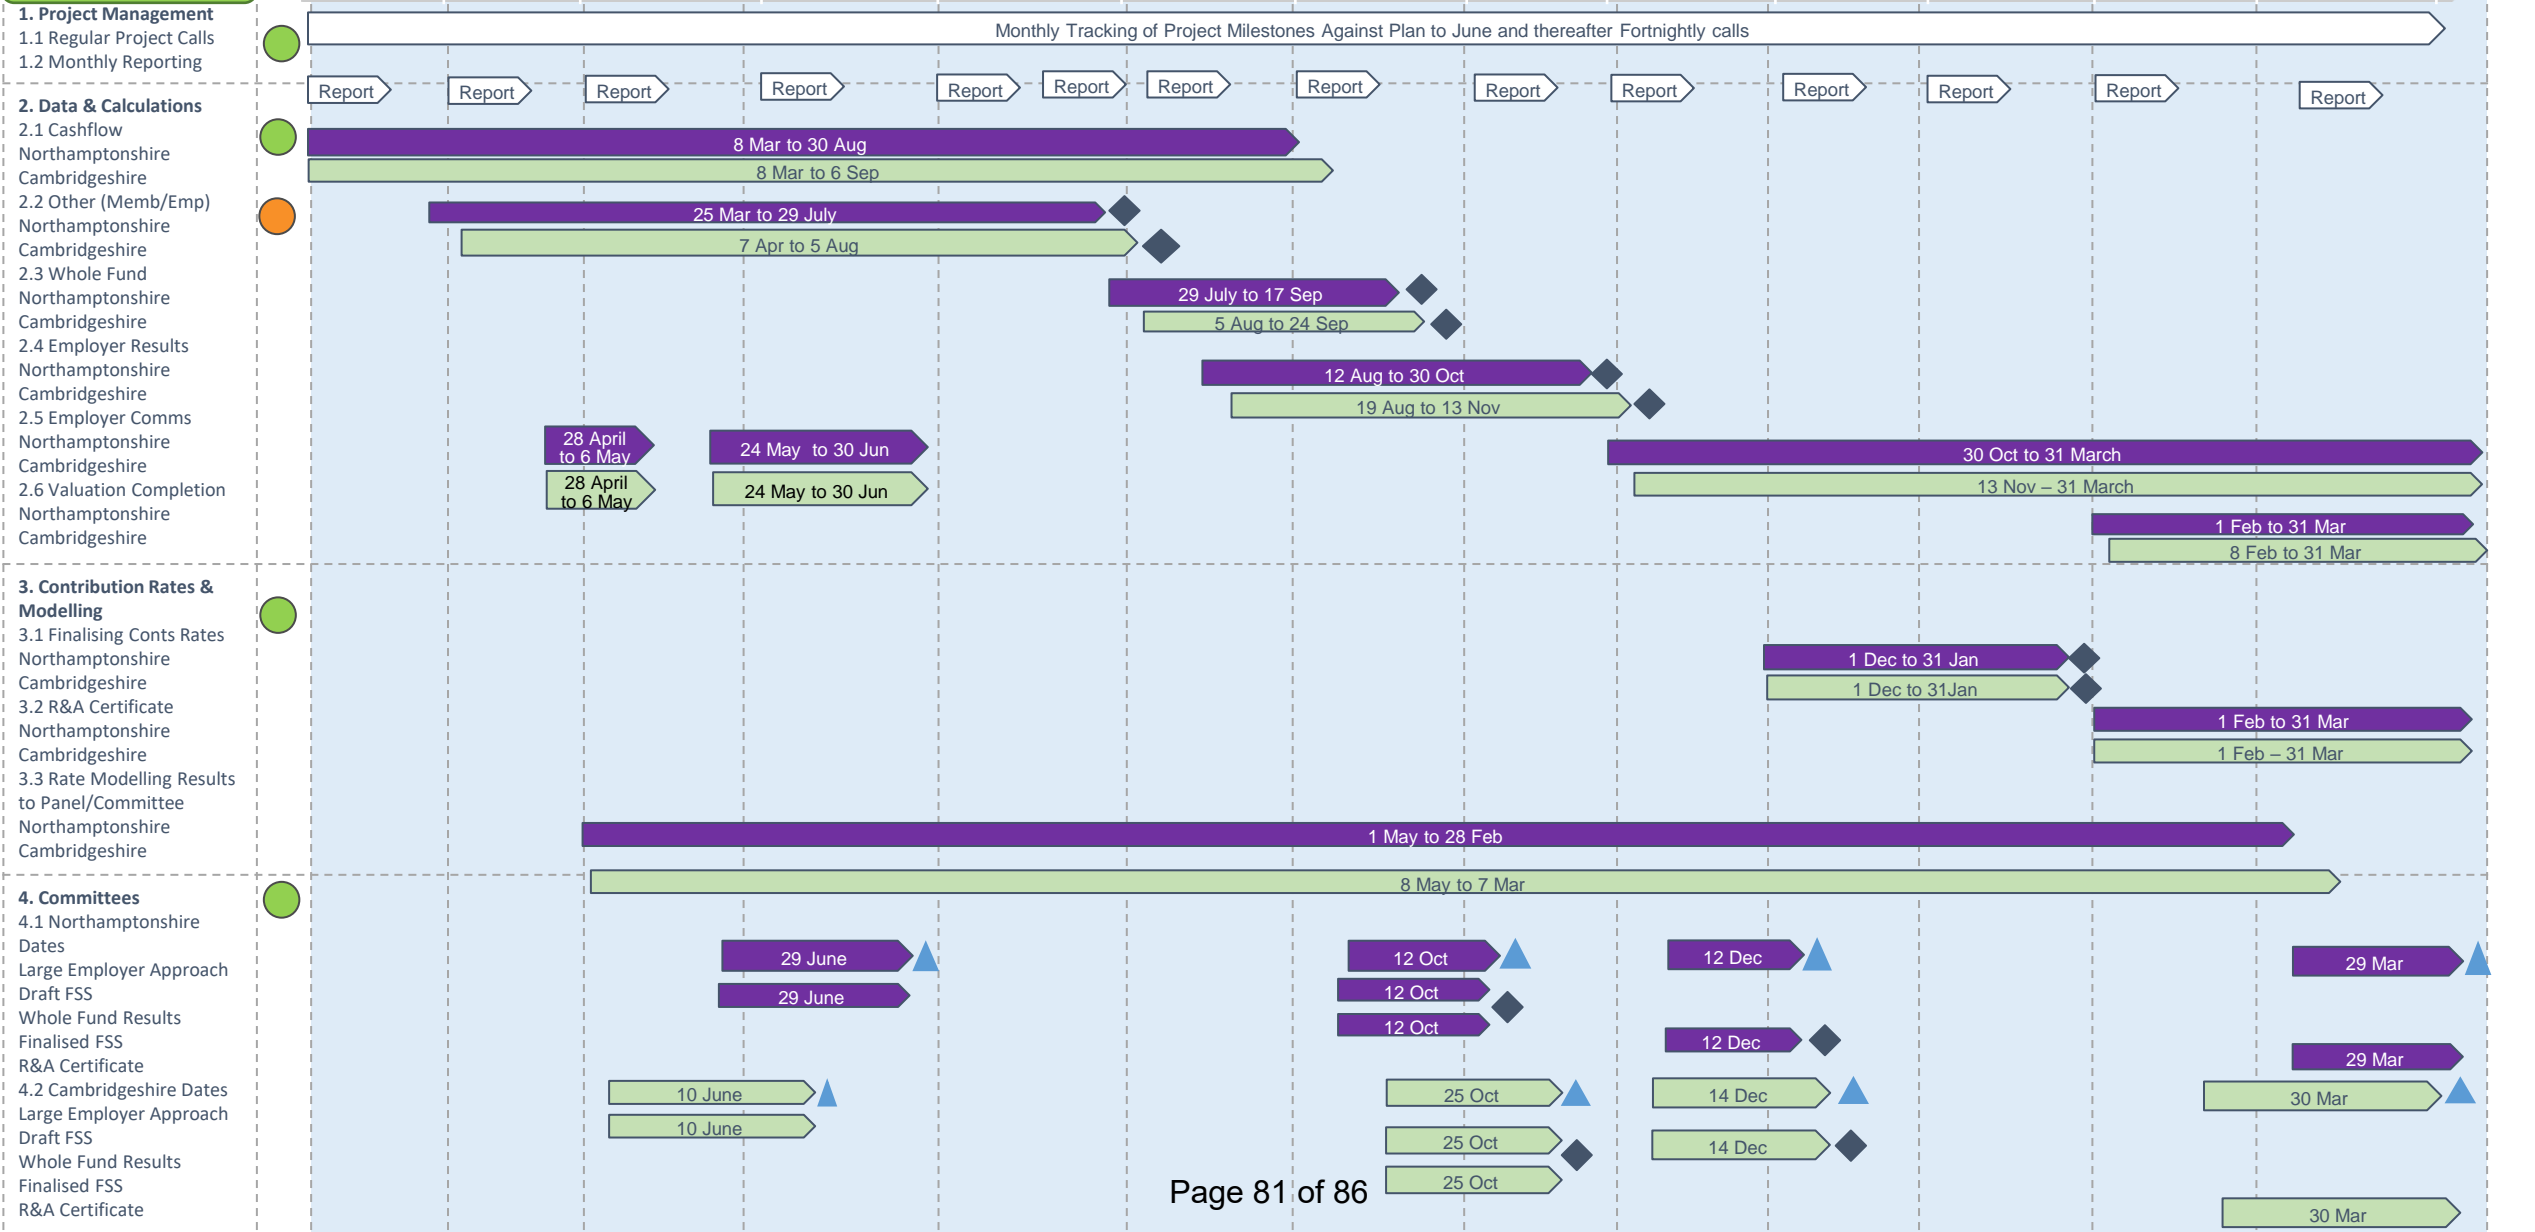 1. Project Management
1.1 Regular Project Calls
1.2 Monthly Reporting
Monthly Tracking of Project Milestones Against Plan to June and thereafter Fortnightly calls
Report
Report
Report
Report
Report
Report
Report
Report
Report
Report
Report
Report
Report
Report
2. Data & Calculations
2.1 Cashflow
Northamptonshire
Cambridgeshire
2.2 Other (Memb/Emp)
Northamptonshire
Cambridgeshire
2.3 Whole Fund
Northamptonshire
Cambridgeshire
2.4 Employer Results
Northamptonshire
Cambridgeshire
2.5 Employer Comms
Northamptonshire
Cambridgeshire
2.6 Valuation Completion
Northamptonshire
Cambridgeshire
8 Mar to 30 Aug
8 Mar to 6 Sep
25 Mar to 29 July
7 Apr to 5 Aug
29 July to 17 Sep
5 Aug to 24 Sep
12 Aug to 30 Oct
19 Aug to 13 Nov
28 April
to 6 May
24 May to 30 Jun
30 Oct to 31 March
28 April
to 6 May
24 May to 30 Jun
13 Nov – 31 March
1 Feb to 31 Mar
8 Feb to 31 Mar
3. Contribution Rates &
Modelling
3.1 Finalising Conts Rates
Northamptonshire
Cambridgeshire
3.2 R&A Certificate
Northamptonshire
Cambridgeshire
3.3 Rate Modelling Results
to Panel/Committee
Northamptonshire
Cambridgeshire
1 Dec to 31 Jan
1 Dec to 31Jan
1 Feb to 31 Mar
1 Feb – 31 Mar
1 May to 28 Feb
8 May to 7 Mar
4. Committees
4.1 Northamptonshire
Dates
Large Employer Approach
Draft FSS
Whole Fund Results
Finalised FSS
R&A Certificate
4.2 Cambridgeshire Dates
Large Employer Approach
Draft FSS
Whole Fund Results
Finalised FSS
R&A Certificate
29 June
12 Oct
12 Dec
29 Mar
29 June
12 Oct
12 Oct
12 Dec
29 Mar
10 June
25 Oct
14 Dec
30 Mar
10 June
25 Oct
14 Dec
25 Oct
30 Mar
Page 81 of 86